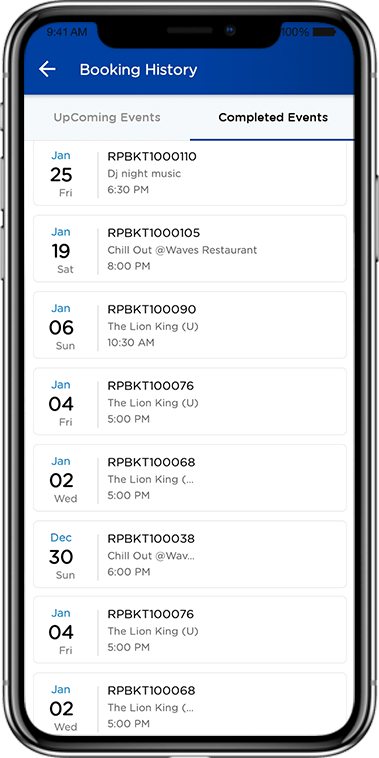 9:41 AM 100%
Booking History
UpComing Events Completed Events
Jan
25
Fri
RPBKT1000110
Dj night music
6:30 PM
Jan
19
Sat
RPBKT1000105
Chill Out @Waves Restaurant
8:00 PM
Jan
06
Sun
RPBKT100090
The Lion King (U)
10:30 AM
Jan
04
Fri
RPBKT100076
The Lion King (U)
5:00 PM
Jan
02
Wed
RPBKT100068
The Lion King (...
5:00 PM
Dec
30
Sun
RPBKT100038
Chill Out @Wav...
6:00 PM
Jan
04
Fri
RPBKT100076
The Lion King (U)
5:00 PM
Jan
02
Wed
RPBKT100068
The Lion King (...
5:00 PM